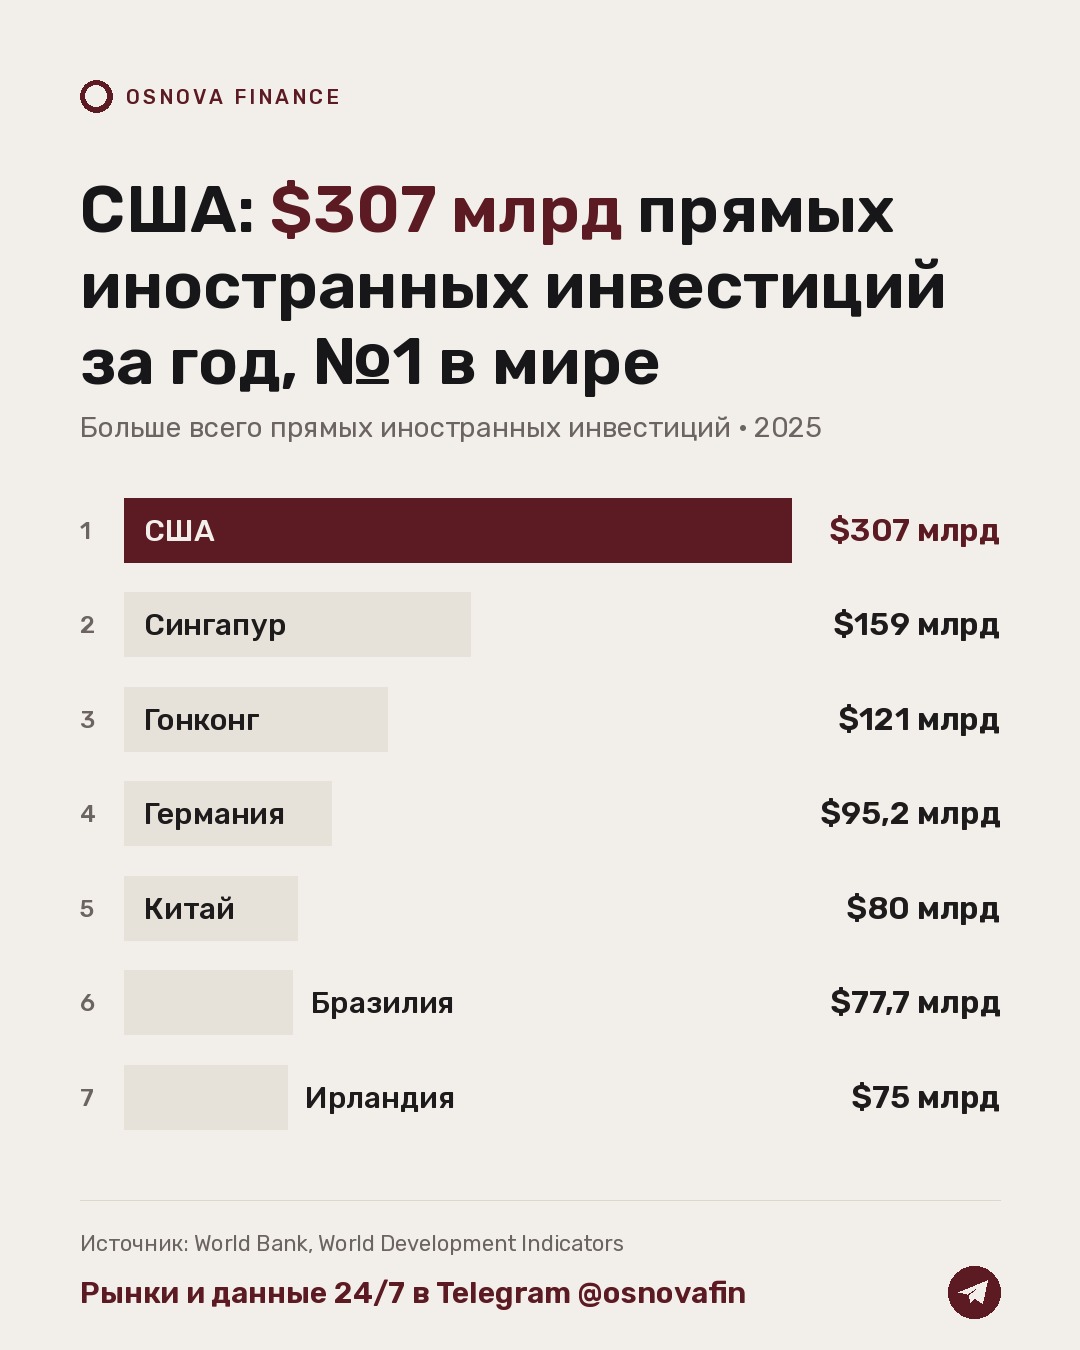 OSNOVA FINANCE
США: $307 млрд прямых
иностранных инвестиций
за год, №1 в мире
Больше всего прямых иностранных инвестиций • 2025
1 США $307 млрд
2 Сингапур $159 млрд
3 Гонконг $121 млрд
4 Германия $95,2 млрд
5 Китай $80 млрд
6 Бразилия $77,7 млрд
7 Ирландия $75 млрд
Источник: World Bank, World Development Indicators
Рынки и данные 24/7 в Telegram @osnovafin